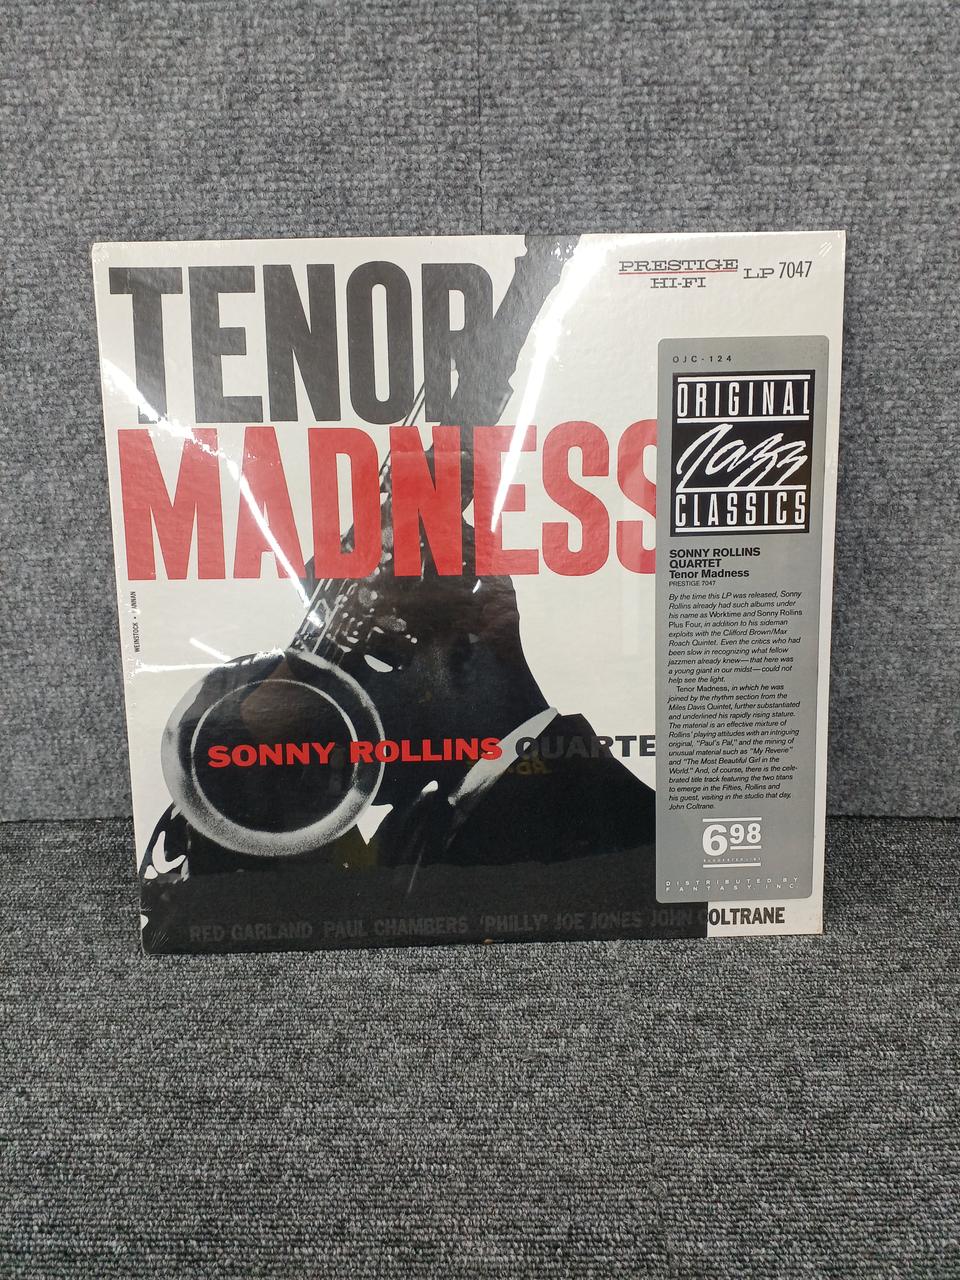 TENOR
MADNESS
PRESTIGE
HI-FI
LP 7047
WEINSTOCK • HANNAN
SONNY ROLLINS QUARTE
RED GARLAND PAUL CHAMBERS 'PHILLY' JOE JONES JOHN COLTRANE
OJC-124
ORIGINAL
Jazz
CLASSICS
SONNY ROLLINS
QUARTET
Tenor Madness
PRESTIGE 7047
By the time this LP was released, Sonny
Rollins already had such albums under
his name as Worktime and Sonny Rollins
Plus Four, in addition to his sideman
exploits with the Clifford Brown/Max
Roach Quintet. Even the critics who had
been slow in recognizing what fellow
jazzmen already knew—that here was
a young giant in our midst—could not
help see the light.
Tenor Madness, in which he was
joined by the rhythm section from the
Miles Davis Quintet, further substantiated
and underlined his rapidly rising stature.
The material is an effective mixture of
Rollins' playing attitudes with an intriguing
original, "Paul's Pal," and the mining of
unusual material such as "My Reverie"
and "The Most Beautiful Girl in the
World." And, of course, there is the cele-
brated title track featuring the two titans
to emerge in the Fifties, Rollins and
his guest, visiting in the studio that day,
John Coltrane.
698
SUGGESTED LIST
DISTRIBUTED BY
FANTASY, INC.